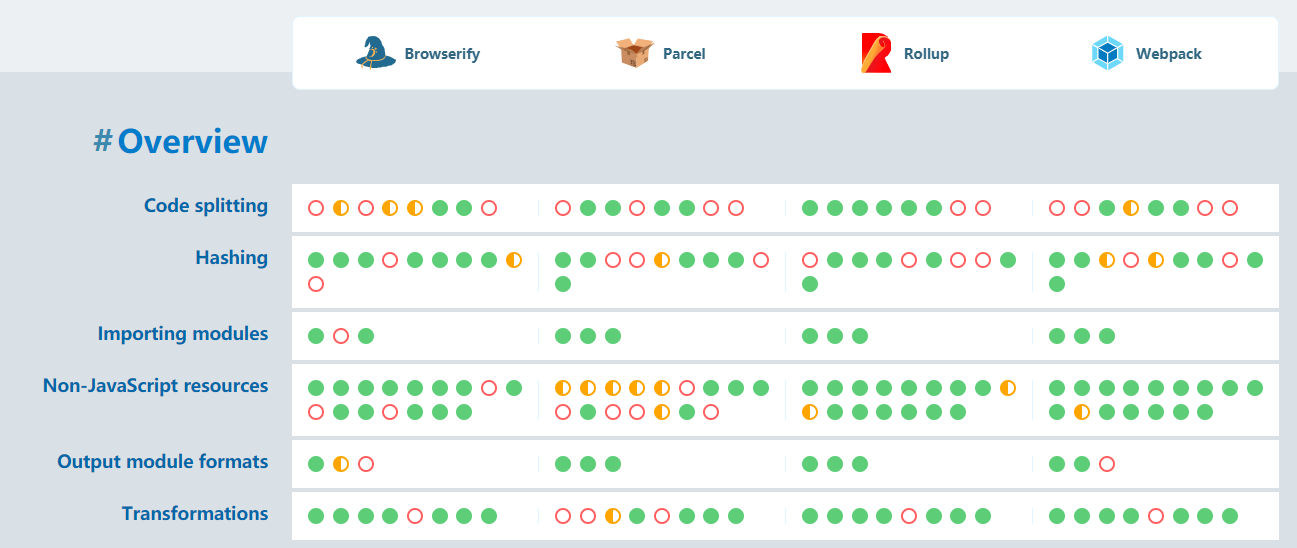 Browserify
Parcel
Rollup
Webpack
# Overview
Code splitting
Hashing
Importing modules
Non-JavaScript resources
Output module formats
Transformations